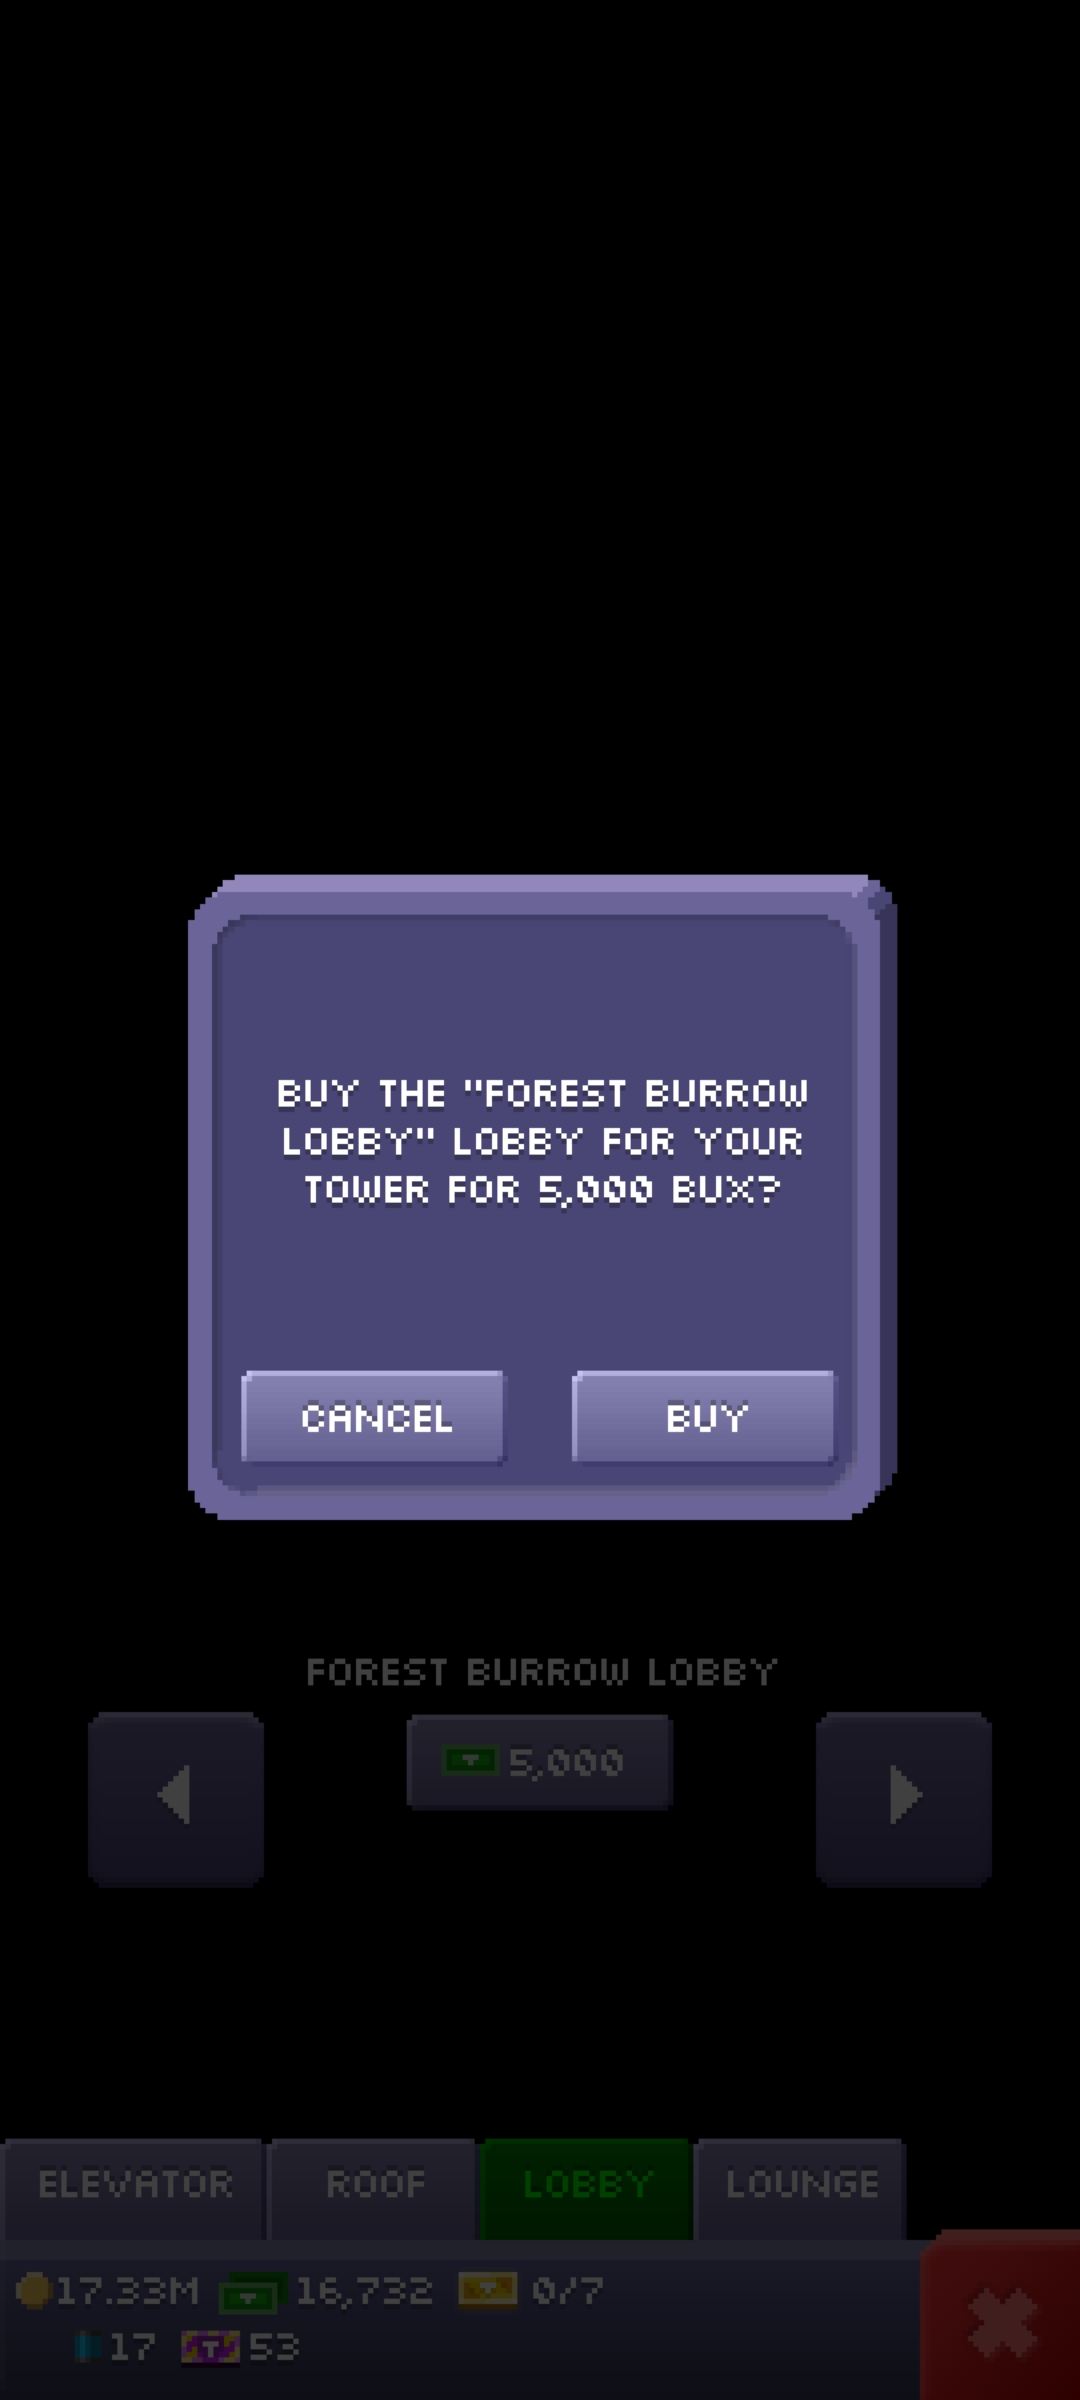 BUY THE "FOREST BURROW
LOBBY" LOBBY FOR YOUR
TOWER FOR 5,000 BUX?
CANCEL
BUY
FOREST BURROW LOBBY
5,000
ELEVATOR
ROOF
LOBBY
LOUNGE
17.33M
16,732
0/7
17
T
53